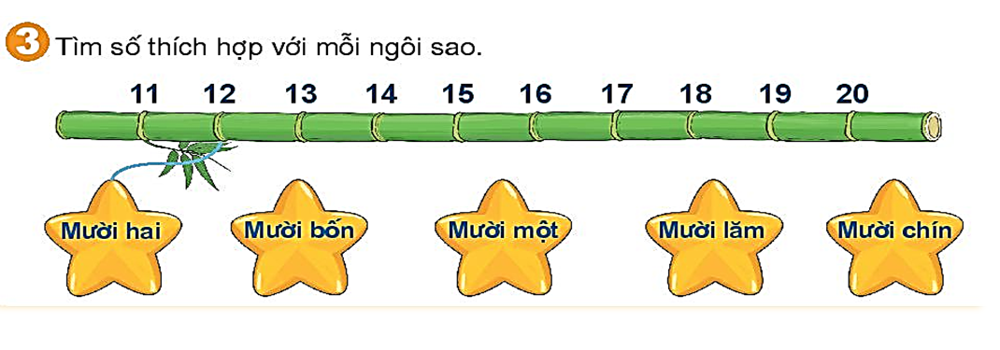 3 Tìm số thích hợp với mỗi ngôi sao.
11 12 13 14 15 16 17 18 19 20
Mười hai Mười bốn Mười một Mười lăm Mười chín